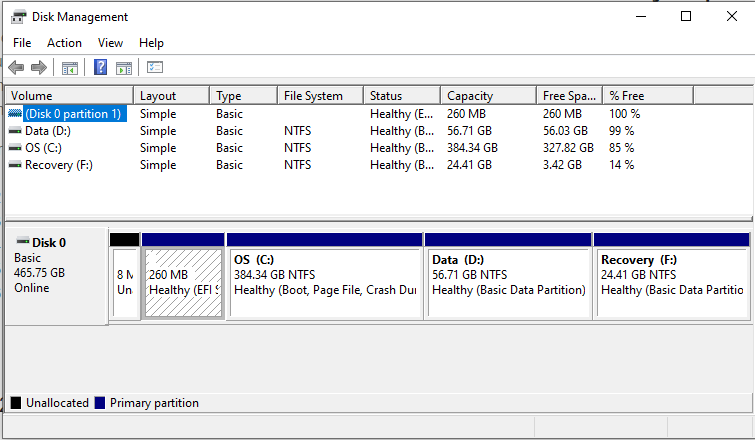 Disk Management
File Action View Help
Volume Layout Type File System Status Capacity Free Spa... % Free
(Disk 0 partition 1) Simple Basic Healthy (E... 260 MB 260 MB 100 %
Data (D:) Simple Basic NTFS Healthy (B... 56.71 GB 56.03 GB 99 %
OS (C:) Simple Basic NTFS Healthy (B... 384.34 GB 327.82 GB 85 %
Recovery (F:) Simple Basic NTFS Healthy (B... 24.41 GB 3.42 GB 14 %
Disk 0
Basic
465.75 GB
Online
8 M
Una
260 MB
Healthy (EFI S
OS (C:)
384.34 GB NTFS
Healthy (Boot, Page File, Crash Dur
Data (D:)
56.71 GB NTFS
Healthy (Basic Data Partition)
Recovery (F:)
24.41 GB NTFS
Healthy (Basic Data Partitio
Unallocated Primary partition